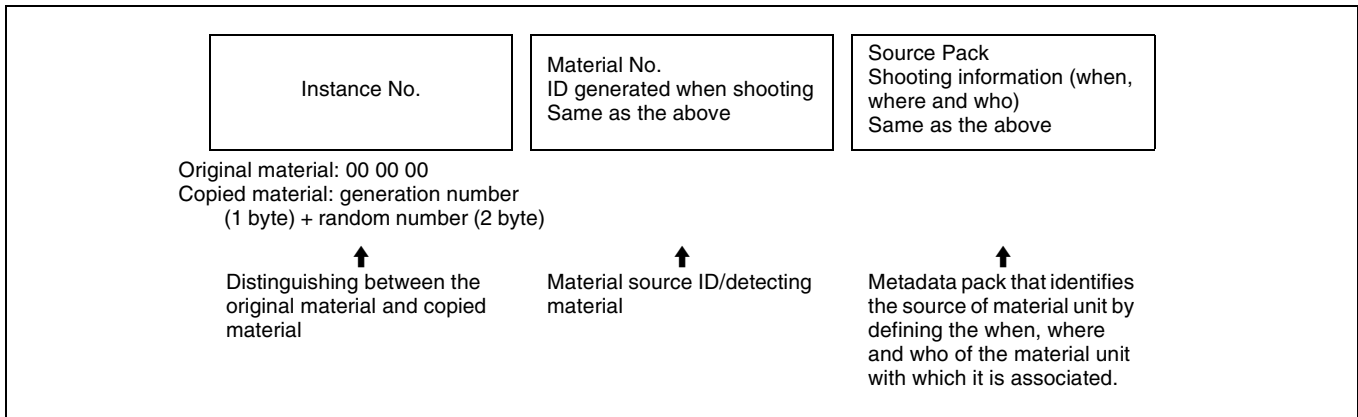 Instance No.
Material No.
ID generated when shooting
Same as the above
Source Pack
Shooting information (when,
where and who)
Same as the above
Original material: 00 00 00
Copied material: generation number
(1 byte) + random number (2 byte)
Distinguishing between the
original material and copied
material
Material source ID/detecting
material
Metadata pack that identifies
the source of material unit by
defining the when, where
and who of the material unit
with which it is associated.